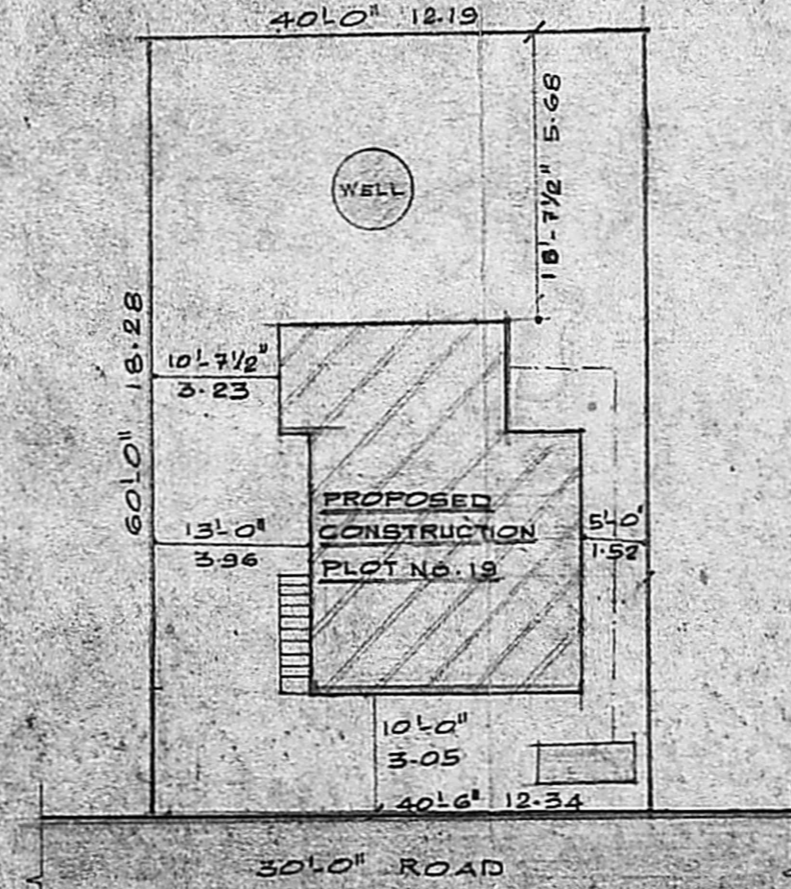 40'-0" 12.19
WELL
18'-7½" 5.68
60'-0" 18.28
10'-7½"
3.23
PROPOSED
CONSTRUCTION
PLOT No. 19
13'-0"
3.96
5'-0"
1.52
10'-0"
3.05
40'-6" 12.34
30'-0" ROAD